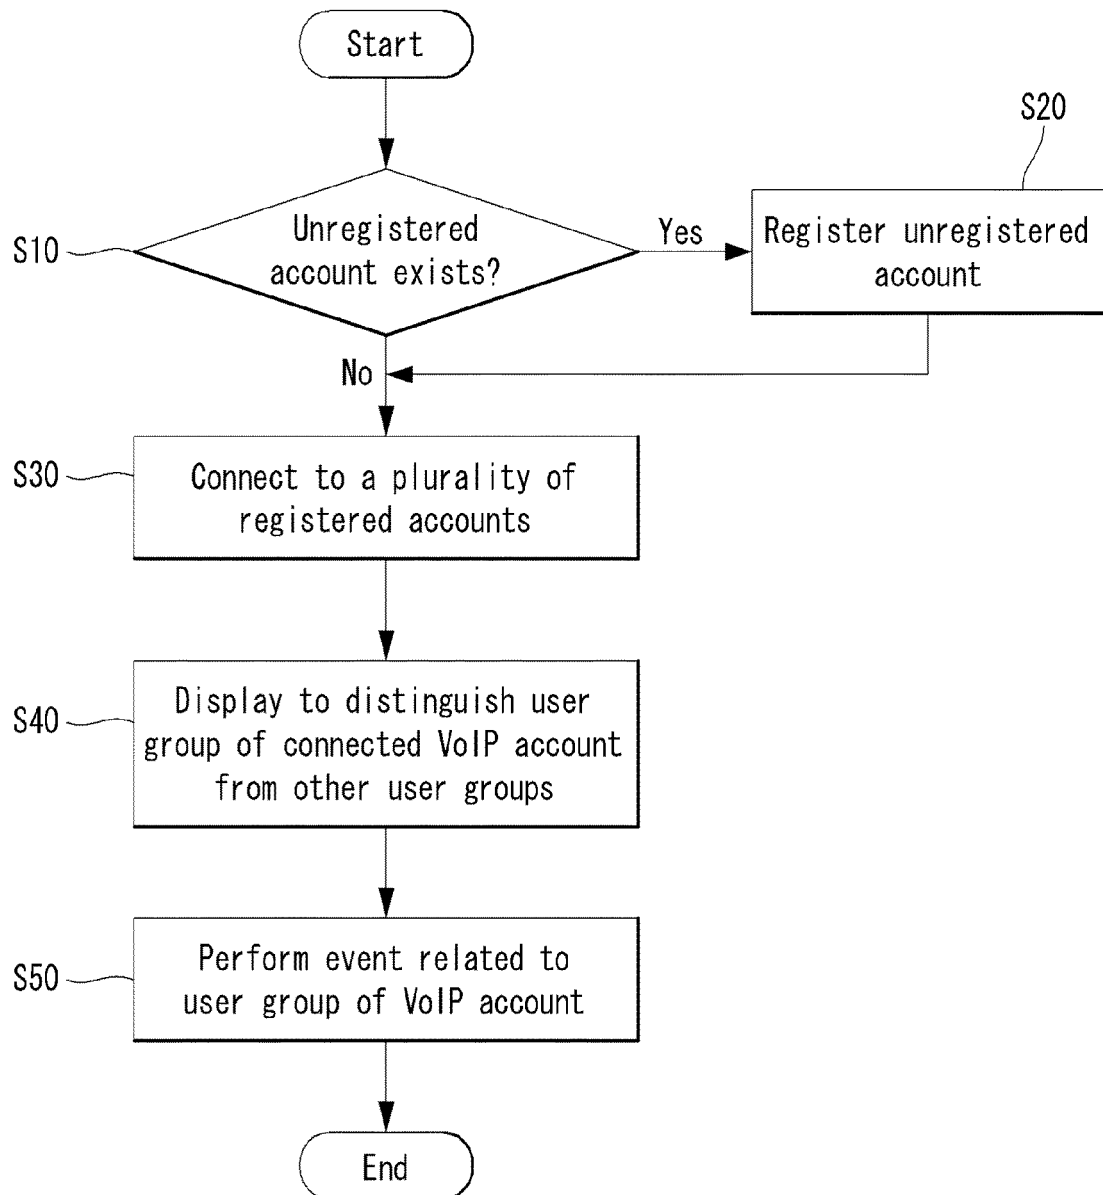 Start
S20
S10
Unregistered
account exists?
Yes
Register unregistered
account
No
S30
Connect to a plurality of
registered accounts
S40
Display to distinguish user
group of connected VoIP account
from other user groups
S50
Perform event related to
user group of VoIP account
End